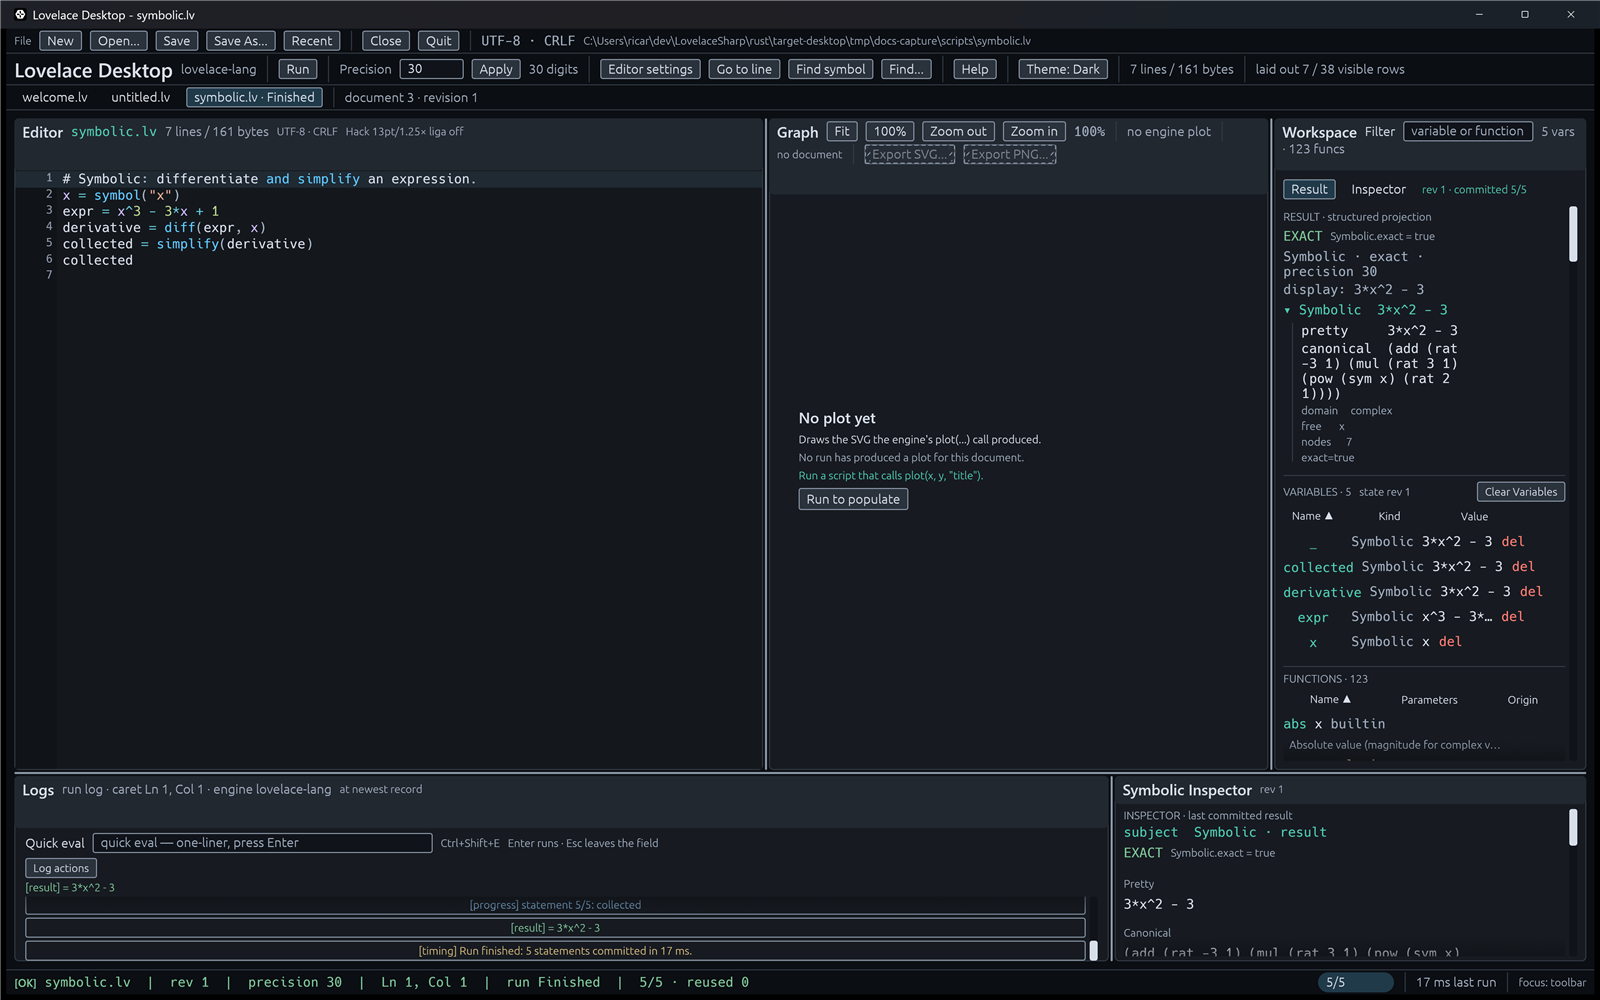 Lovelace Desktop - symbolic.lv
File New Open... Save Save As... Recent Close Quit UTF-8 · CRLF C:\Users\ricar\dev\LovelaceSharp\rust\target-desktop\tmp\docs-capture\scripts\symbolic.lv
Lovelace Desktop lovelace-lang Run Precision 30 Apply 30 digits Editor settings Go to line Find symbol Find... Help Theme: Dark 7 lines / 161 bytes laid out 7 / 38 visible rows
welcome.lv untitled.lv symbolic.lv · Finished document 3 · revision 1
Editor symbolic.lv 7 lines / 161 bytes UTF-8 · CRLF Hack 13pt/1.25× liga off
1 # Symbolic: differentiate and simplify an expression.
2 x = symbol("x")
3 expr = x^3 - 3*x + 1
4 derivative = diff(expr, x)
5 collected = simplify(derivative)
6 collected
7
Graph Fit 100% Zoom out Zoom in 100% no engine plot
no document Export SVG... Export PNG...
No plot yet
Draws the SVG the engine's plot(...) call produced.
No run has produced a plot for this document.
Run a script that calls plot(x, y, "title").
Run to populate
Workspace Filter variable or function 5 vars
· 123 funcs
Result Inspector rev 1 · committed 5/5
RESULT · structured projection
EXACT Symbolic.exact = true
Symbolic · exact ·
precision 30
display: 3*x^2 - 3
▾ Symbolic 3*x^2 - 3
pretty 3*x^2 - 3
canonical (add (rat
-3 1) (mul (rat 3 1)
(pow (sym x) (rat 2
1))))
domain complex
free x
nodes 7
exact=true
VARIABLES · 5 state rev 1 Clear Variables
Name ▲ Kind Value
_ Symbolic 3*x^2 - 3 del
collected Symbolic 3*x^2 - 3 del
derivative Symbolic 3*x^2 - 3 del
expr Symbolic x^3 - 3*… del
x Symbolic x del
FUNCTIONS · 123
Name ▲ Parameters Origin
abs x builtin
Absolute value (magnitude for complex v…
Logs run log · caret Ln 1, Col 1 · engine lovelace-lang at newest record
Quick eval quick eval — one-liner, press Enter Ctrl+Shift+E Enter runs · Esc leaves the field
Log actions
[result] = 3*x^2 - 3
[progress] statement 5/5: collected
[result] = 3*x^2 - 3
[timing] Run finished: 5 statements committed in 17 ms.
Symbolic Inspector rev 1
INSPECTOR · last committed result
subject Symbolic · result
EXACT Symbolic.exact = true
Pretty
3*x^2 - 3
Canonical
(add (rat -3 1) (mul (rat 3 1) (pow (sym x)
[OK] symbolic.lv | rev 1 | precision 30 | Ln 1, Col 1 | run Finished | 5/5 · reused 0 5/5 17 ms last run focus: toolbar